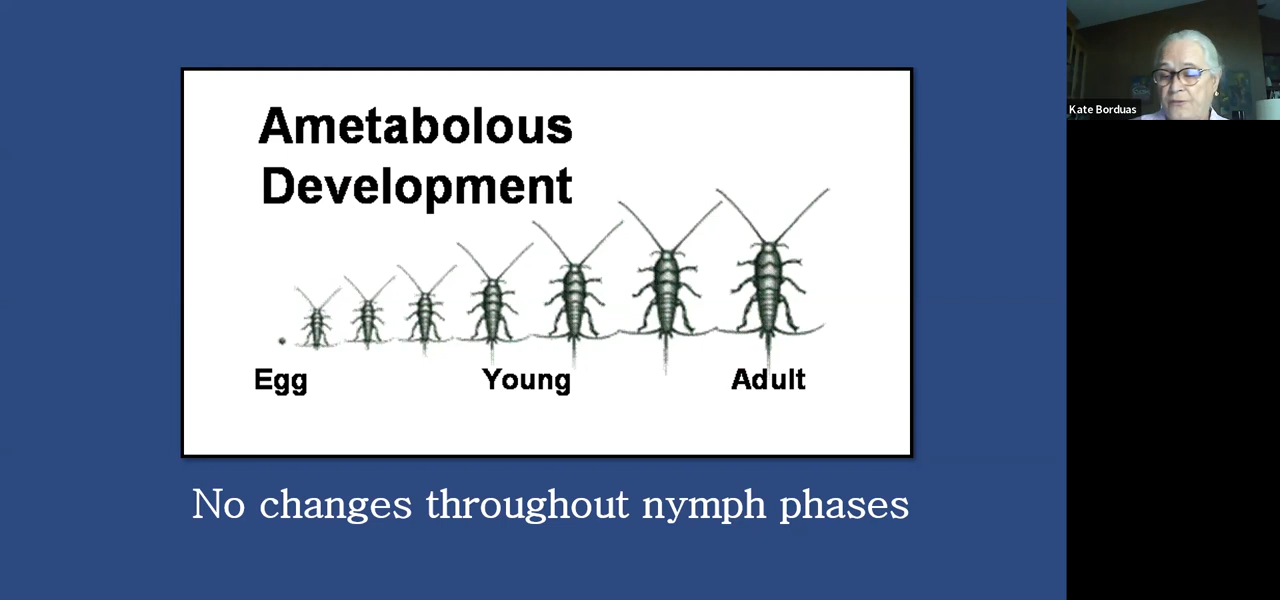 Ametabolous
Development
Egg
Young
Adult
No changes throughout nymph phases
Kate Borduas